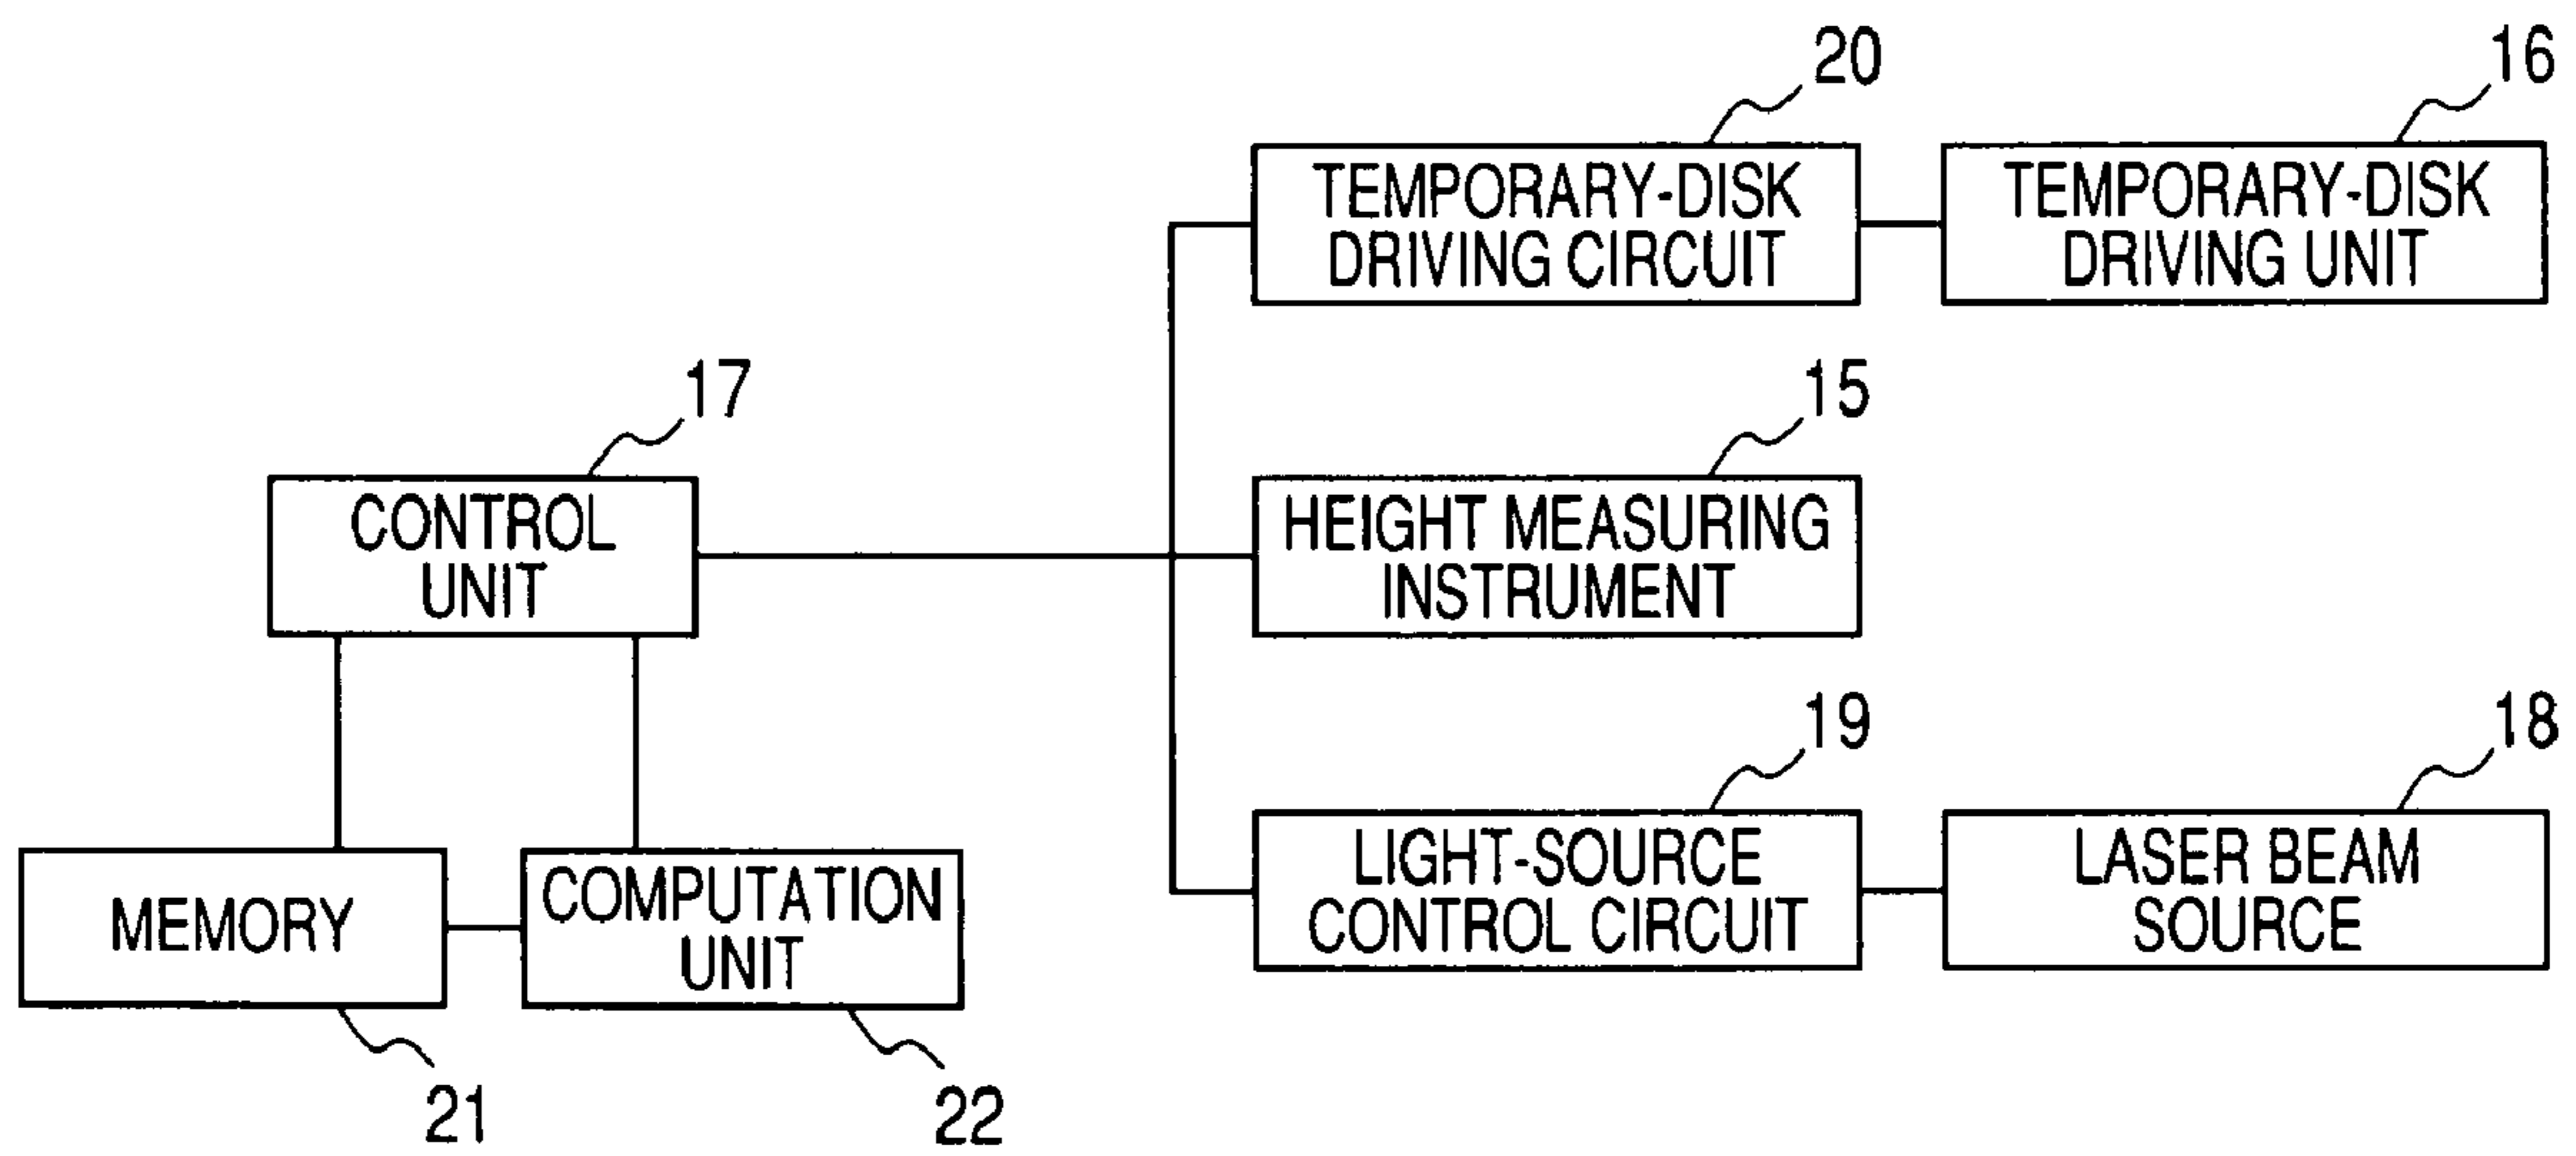 20
16
TEMPORARY-DISK
DRIVING CIRCUIT
TEMPORARY-DISK
DRIVING UNIT
17
15
CONTROL
UNIT
HEIGHT MEASURING
INSTRUMENT
19
18
LIGHT-SOURCE
CONTROL CIRCUIT
LASER BEAM
SOURCE
MEMORY
COMPUTATION
UNIT
21
22